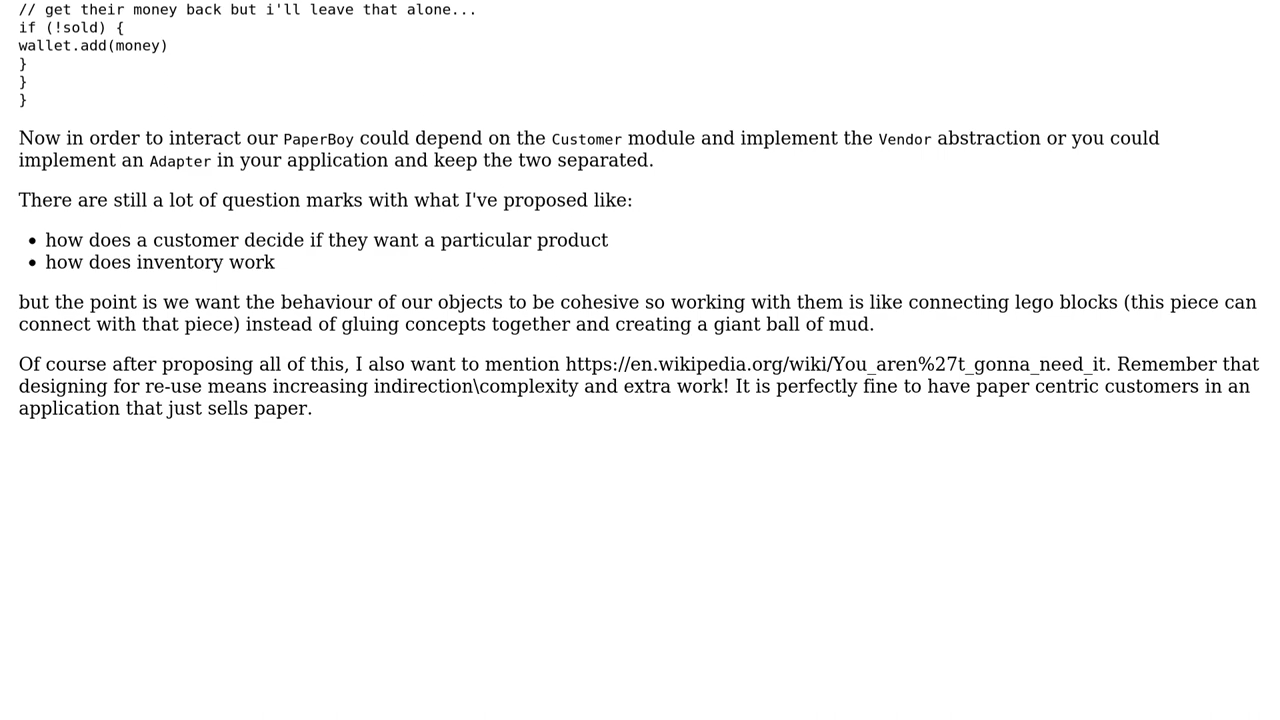 // get their money back but i'll leave that alone...
if (!sold) {
wallet.add(money)
}
}
}
Now in order to interact our PaperBoy could depend on the Customer module and implement the Vendor abstraction or you could
implement an Adapter in your application and keep the two separated.
There are still a lot of question marks with what I've proposed like:
• how does a customer decide if they want a particular product
• how does inventory work
but the point is we want the behaviour of our objects to be cohesive so working with them is like connecting lego blocks (this piece can
connect with that piece) instead of gluing concepts together and creating a giant ball of mud.
Of course after proposing all of this, I also want to mention https://en.wikipedia.org/wiki/You_aren%27t_gonna_need_it. Remember that
designing for re-use means increasing indirection\complexity and extra work! It is perfectly fine to have paper centric customers in an
application that just sells paper.